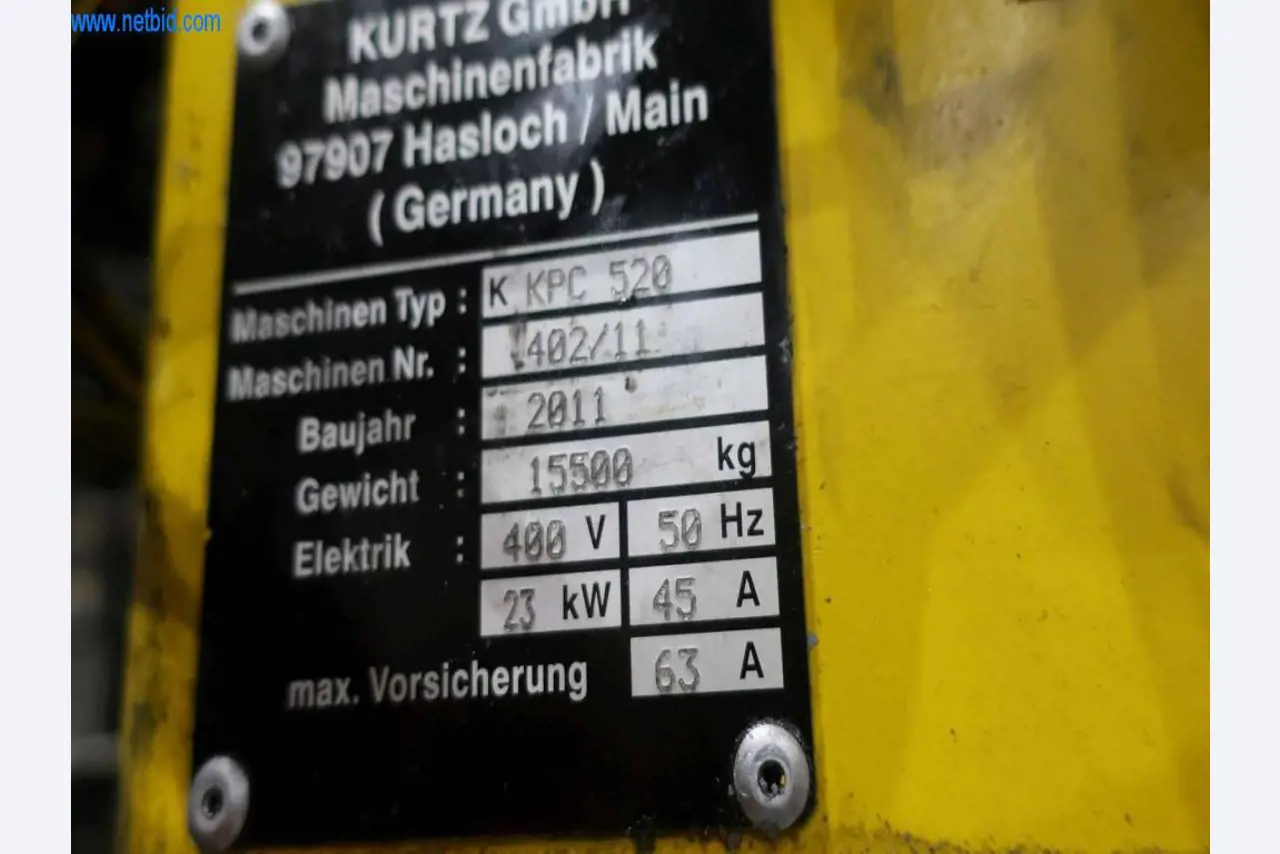 www.netbid.com
KURTZ GmbH
Maschinenfabrik
97907 Hasloch / Main
( Germany )
Maschinen Typ : K KPC 520
Maschinen Nr. : 402/11
Baujahr : 2011
Gewicht : 15500 kg
Elektrik : 400 V 50 Hz
23 kW 45 A
max. Vorsicherung 63 A